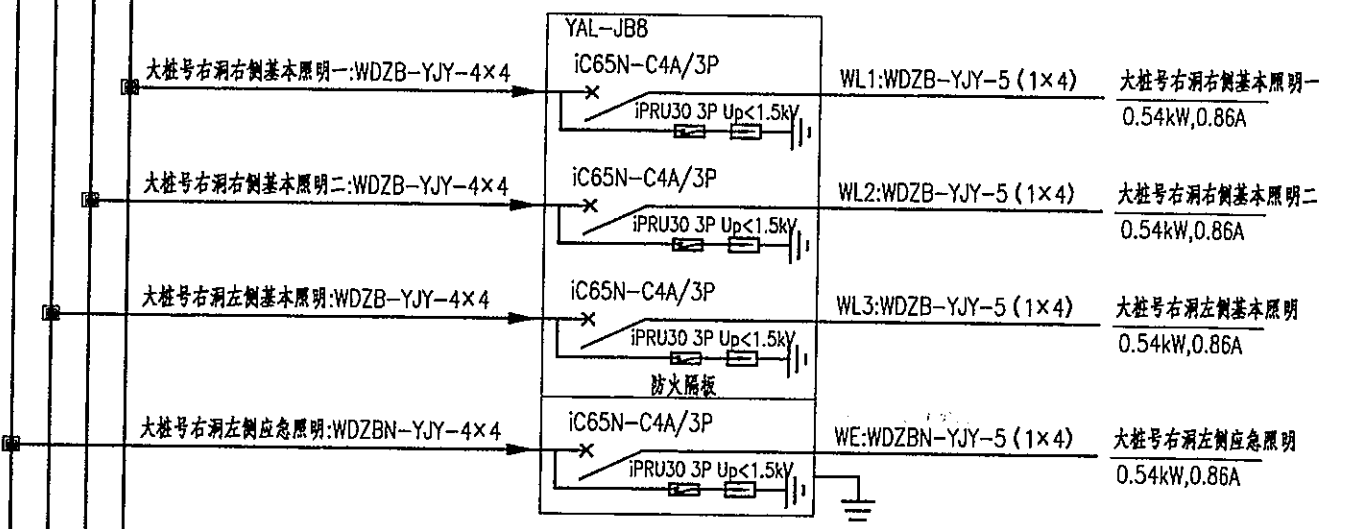 YAL-JB8
大桩号右洞右侧基本照明一:WDZB-YJY-4×4
iC65N-C4A/3P
WL1:WDZB-YJY-5(1×4)
大桩号右洞右侧基本照明一
iPRU30 3P Up<1.5kV
0.54kW,0.86A
大桩号右洞右侧基本照明二:WDZB-YJY-4×4
iC65N-C4A/3P
WL2:WDZB-YJY-5(1×4)
大桩号右洞右侧基本照明二
iPRU30 3P Up<1.5kV
0.54kW,0.86A
大桩号右洞左侧基本照明:WDZB-YJY-4×4
iC65N-C4A/3P
WL3:WDZB-YJY-5(1×4)
大桩号右洞左侧基本照明
iPRU30 3P Up<1.5kV
0.54kW,0.86A
防火隔板
大桩号右洞左侧应急照明:WDZBN-YJY-4×4
iC65N-C4A/3P
WE:WDZBN-YJY-5(1×4)
大桩号右洞左侧应急照明
iPRU30 3P Up<1.5kV
0.54kW,0.86A